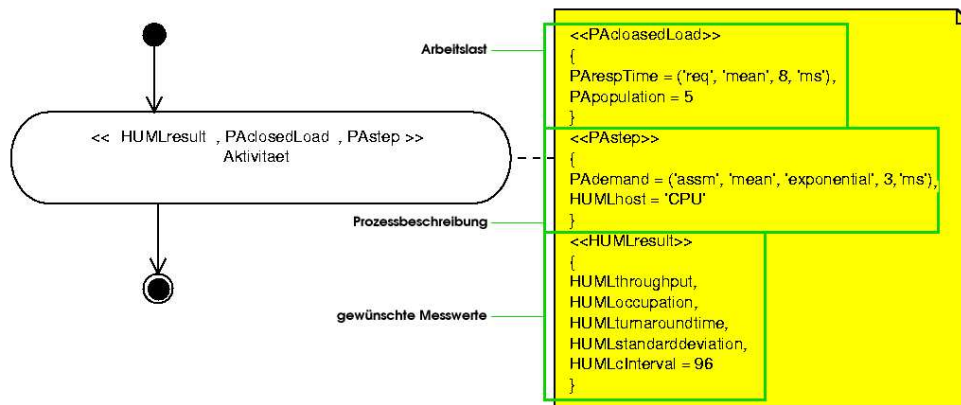 << HUMLresult , PAclosedLoad , PAstep >>
Aktivitaet
Arbeitslast
Prozessbeschreibung
gewünschte Messwerte
<<PAcloasedLoad>>
{
PArespTime = ('req', 'mean', 8, 'ms'),
PApopulation = 5
}
<<PAstep>>
{
PAdemand = ('assm', 'mean', 'exponential', 3,'ms'),
HUMLhost = 'CPU'
}
<<HUMLresult>>
{
HUMLthroughput,
HUMLoccupation,
HUMLturnaroundtime,
HUMLstandarddeviation,
HUMLcInterval = 96
}